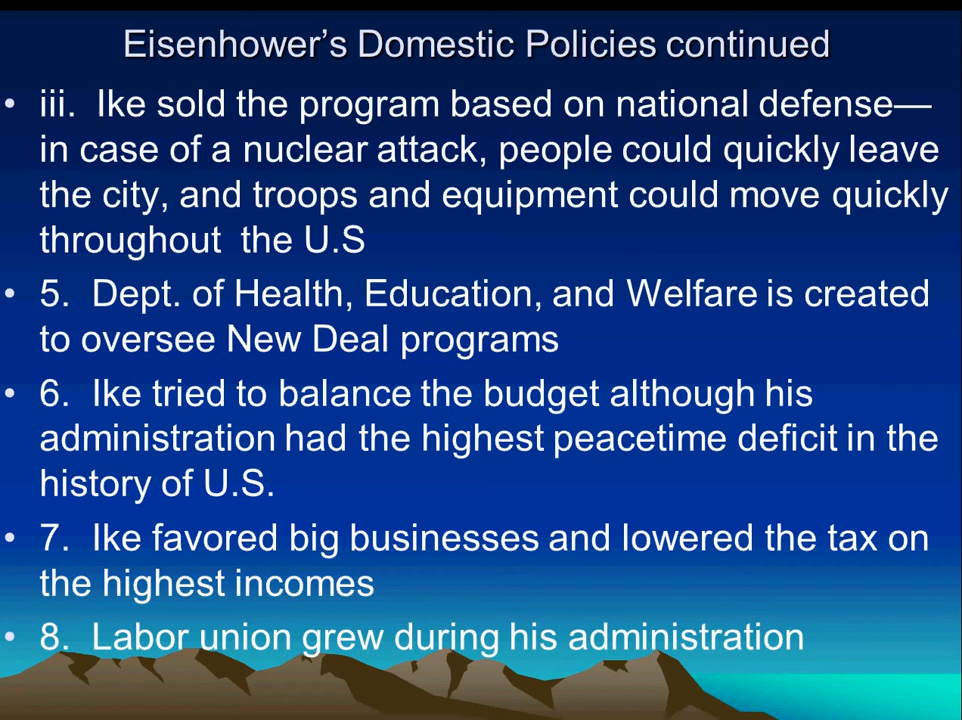 Eisenhower’s Domestic Policies continued
• iii. Ike sold the program based on national defense—
in case of a nuclear attack, people could quickly leave
the city, and troops and equipment could move quickly
throughout the U.S
• 5. Dept. of Health, Education, and Welfare is created
to oversee New Deal programs
• 6. Ike tried to balance the budget although his
administration had the highest peacetime deficit in the
history of U.S.
• 7. Ike favored big businesses and lowered the tax on
the highest incomes
• 8. Labor union grew during his administration